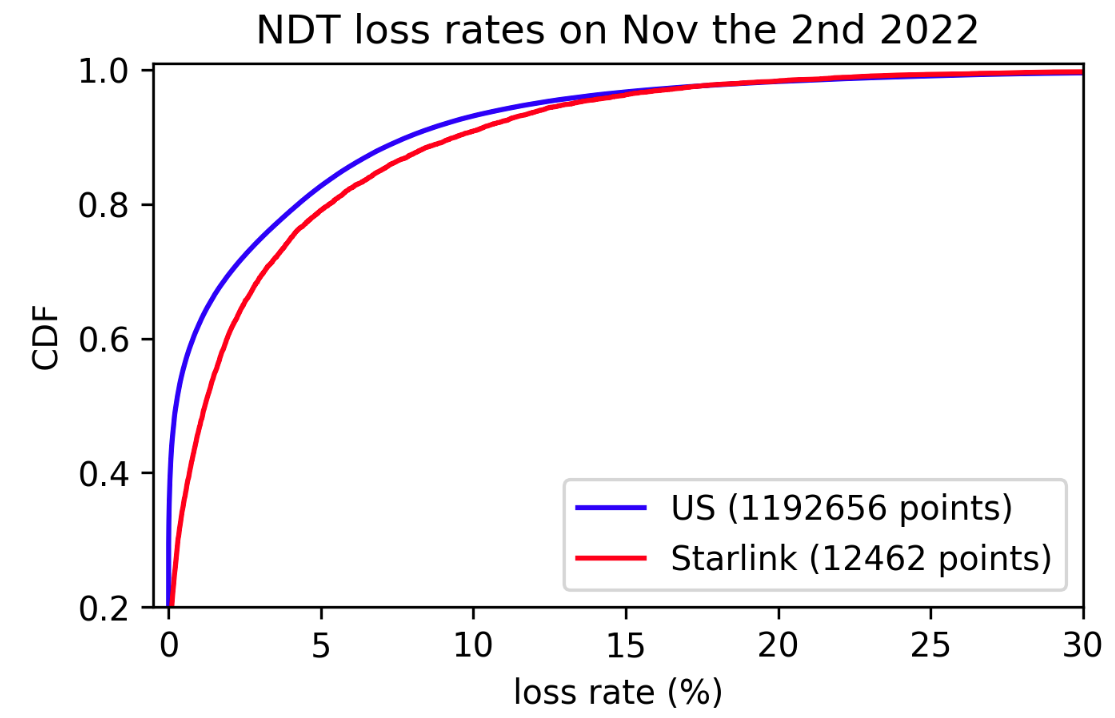 NDT loss rates on Nov the 2nd 2022
1.0
0.8
0.6
0.4
0.2
CDF
US (1192656 points)
Starlink (12462 points)
0 5 10 15 20 25 30
loss rate (%)